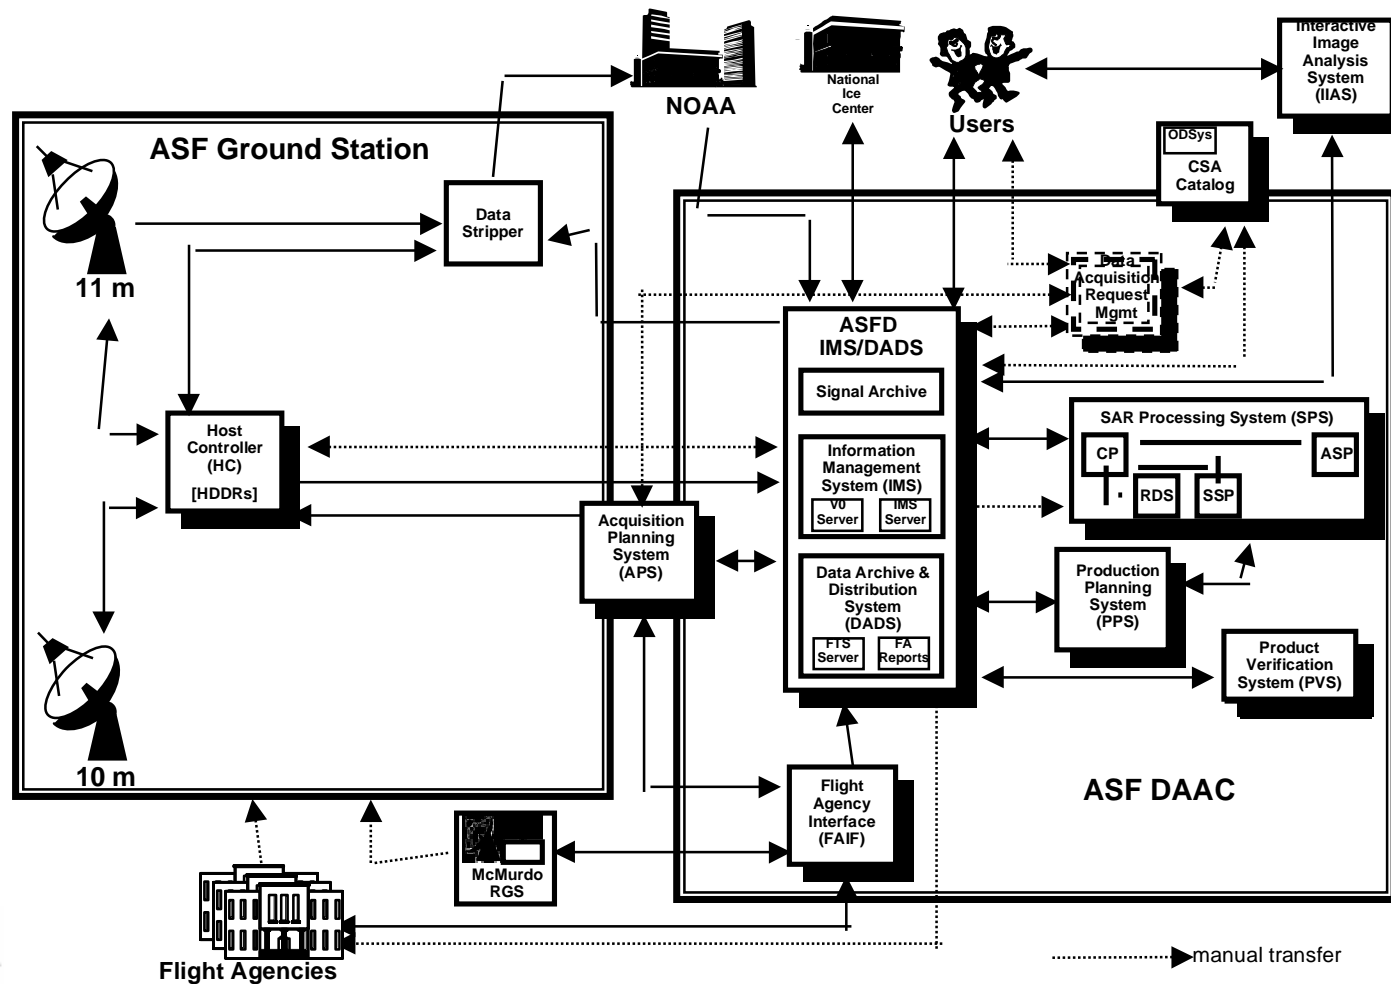 Interactive
Image
Analysis
System
(IIAS)
National
Ice
Center
NOAA
Users
ODSys
CSA
Catalog
ASF Ground Station
Data
Stripper
11 m
Data
Acquisition
Request
Mgmt
ASFD
IMS/DADS
Signal Archive
Host
Controller
(HC)
[HDDRs]
Information
Management
System (IMS)
V0
Server
IMS
Server
SAR Processing System (SPS)
CP
ASP
RDS
SSP
Acquisition
Planning
System
(APS)
Data Archive &
Distribution
System
(DADS)
FTS
Server
FA
Reports
Production
Planning
System
(PPS)
Product
Verification
System (PVS)
10 m
Flight
Agency
Interface
(FAIF)
ASF DAAC
McMurdo
RGS
Flight Agencies
manual transfer